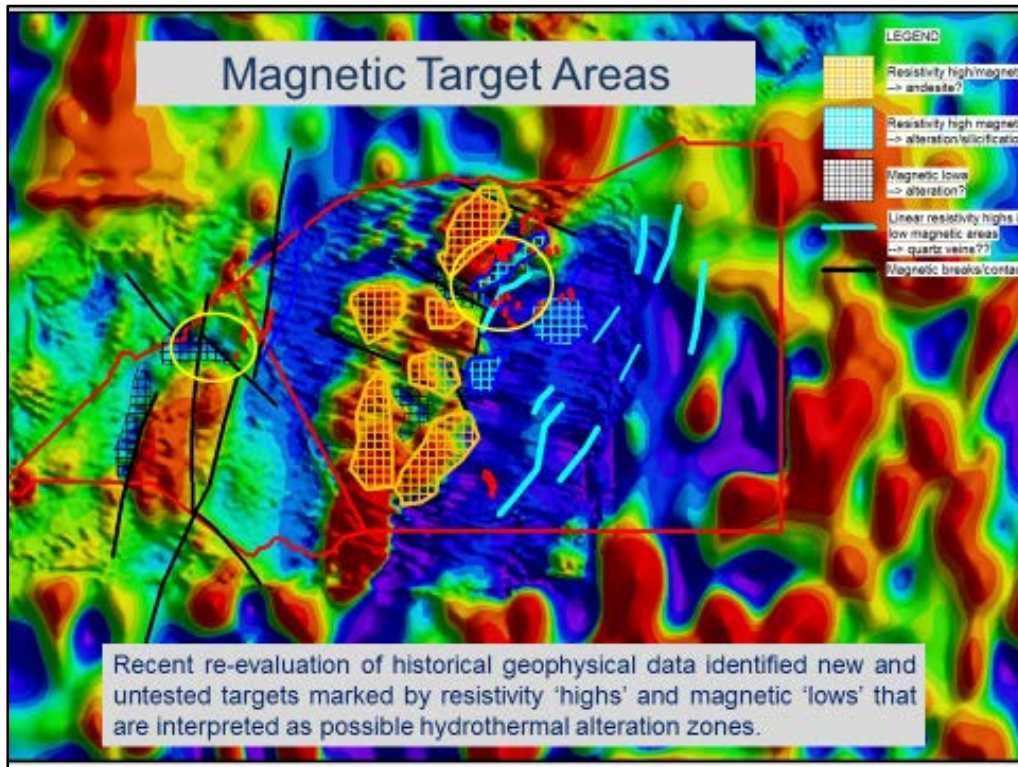 Magnetic Target Areas
LEGEND
Resistivity high/magnet
--> andesite?
Resistivity high magnet
--> alteration/silification
Magnetic lows
--> alteration?
Linear resistivity highs i
low magnetic areas
--> quartz veins??
Magnetic breaks/conta
Recent re-evaluation of historical geophysical data identified new and
untested targets marked by resistivity ‘highs’ and magnetic ‘lows’ that
are interpreted as possible hydrothermal alteration zones.